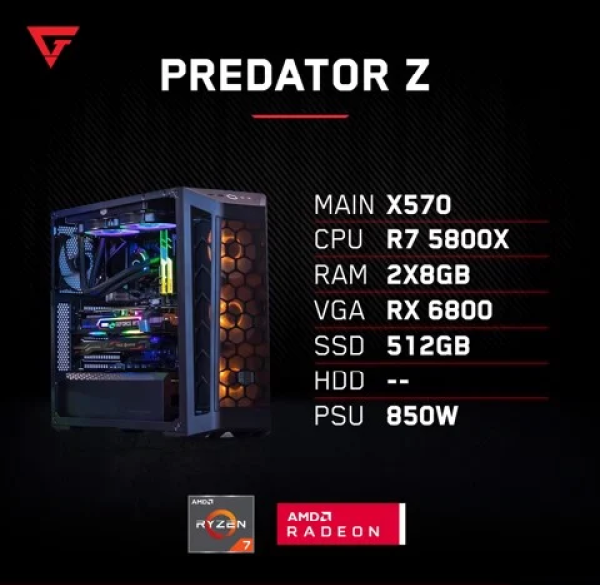 PREDATOR Z
MAIN X570
CPU R7 5800X
RAM 2X8GB
VGA RX 6800
SSD 512GB
HDD --
PSU 850W
AMD
RYZEN
7
AMD
RADEON